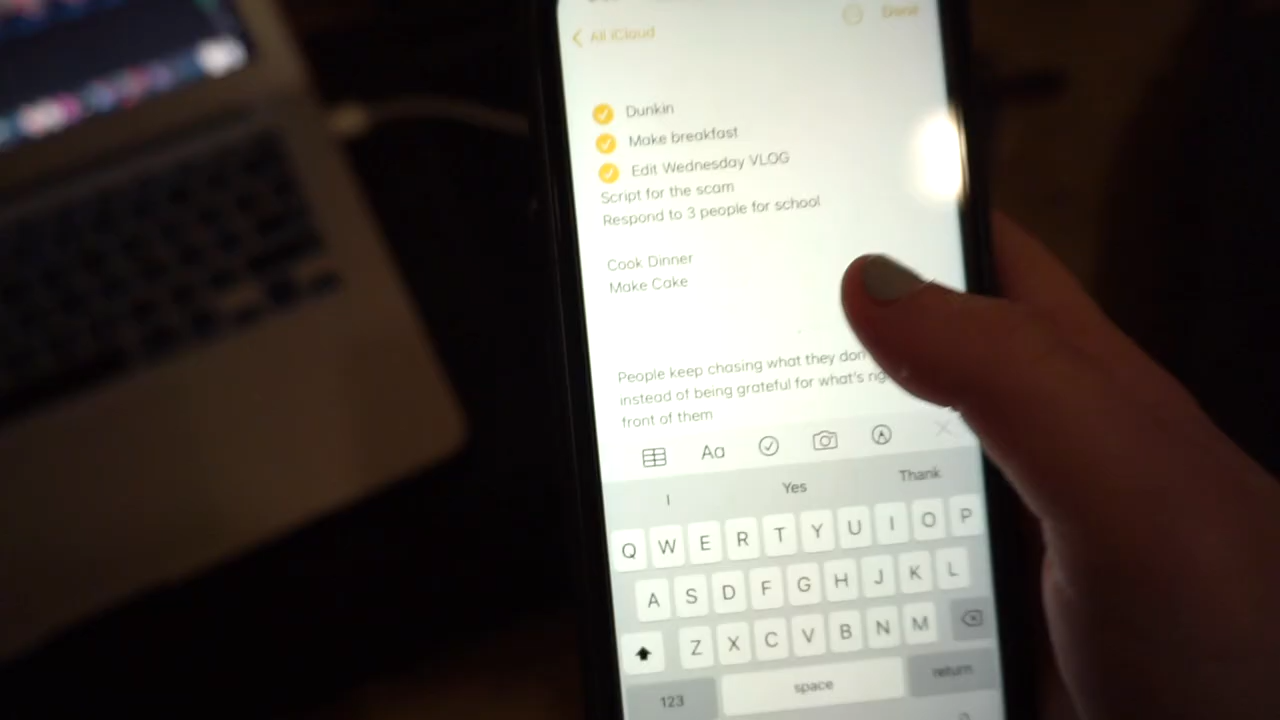 All iCloud
Done
Dunkin
Make breakfast
Edit Wednesday VLOG
Script for the scam
Respond to 3 people for school
Cook Dinner
Make Cake
People keep chasing what they don
instead of being grateful for what's rig
front of them
Aa
I Yes Thank
Q W E R T Y U I O P
A S D F G H J K L
Z X C V B N M
123 space return